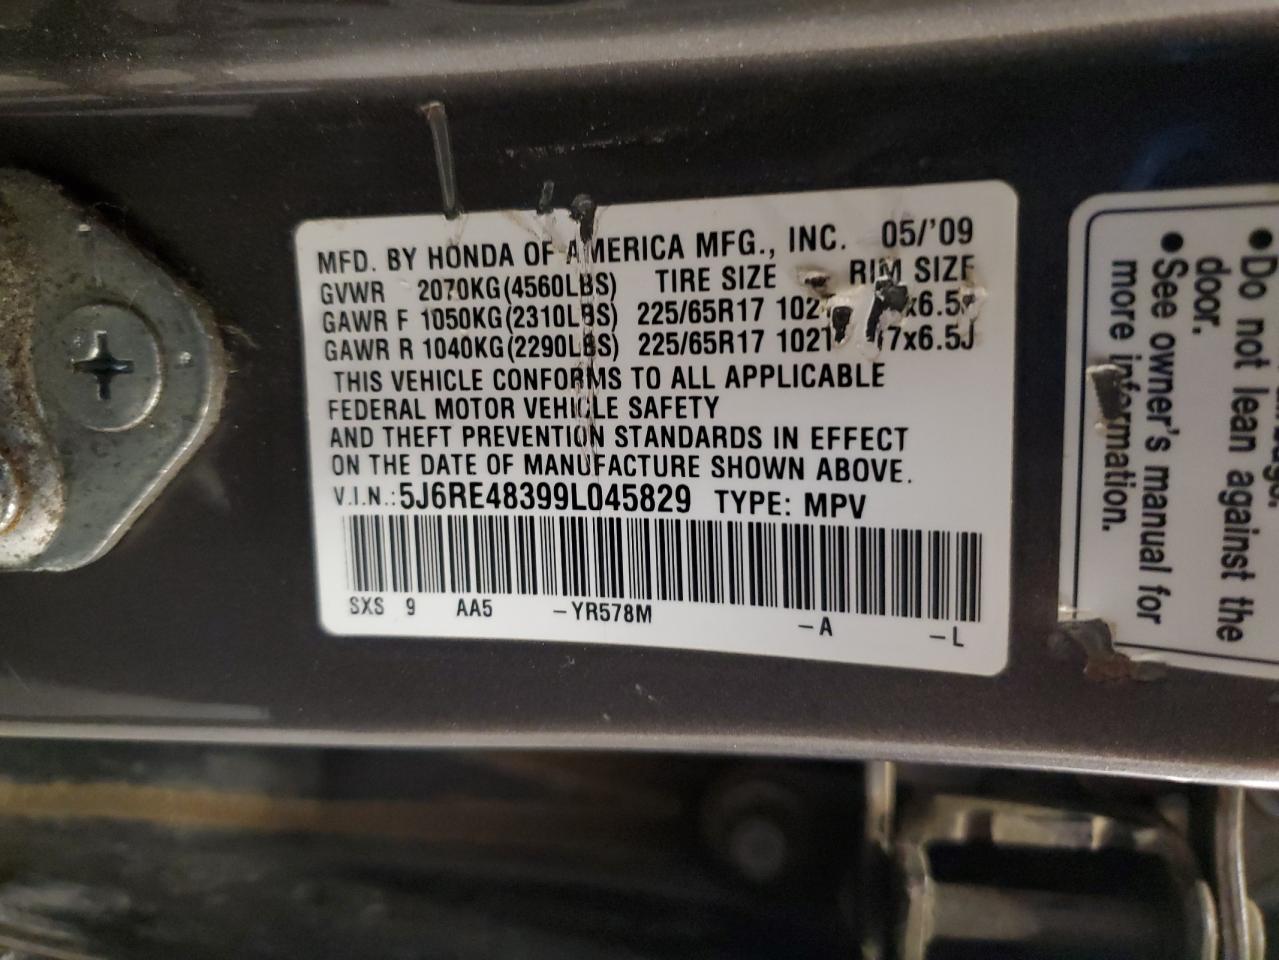 MFD. BY HONDA OF AMERICA MFG., INC. 05/'09
GVWR 2070KG(4560LBS) TIRE SIZE RIM SIZE
GAWR F 1050KG(2310LBS) 225/65R17
GAWR R 1040KG(2290LBS) 225/65R17
THIS VEHICLE CONFORMS TO ALL APPLICABLE
FEDERAL MOTOR VEHICLE SAFETY
AND THEFT PREVENTION STANDARDS IN EFFECT
ON THE DATE OF MANUFACTURE SHOWN ABOVE.
V.I.N.: 5J6RE48399L045829 TYPE: MPV
SXS 9 AA5 -YR578M -A -L
●Do not lean against the
door.
●See owner's manual for
more information.